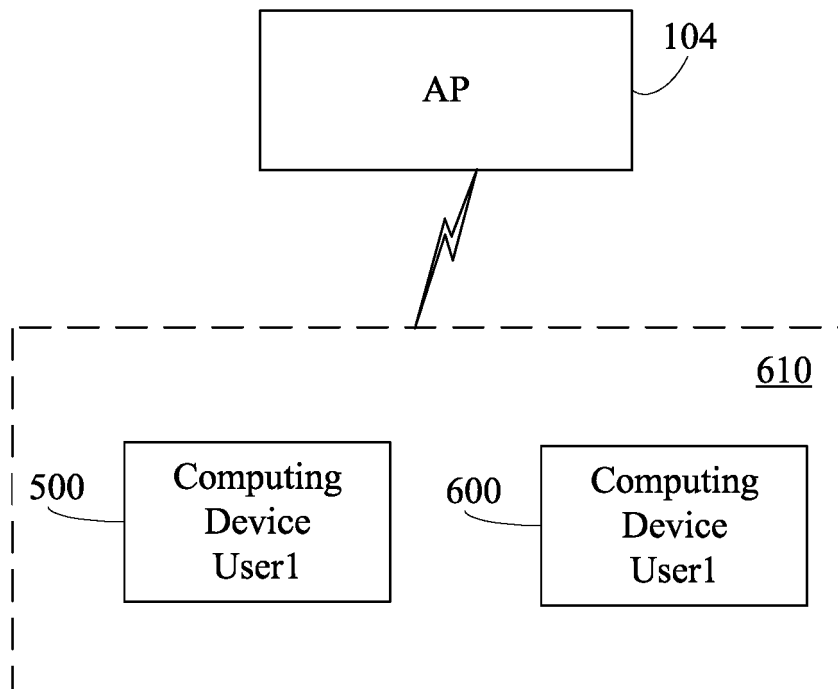 104
AP
610
500
Computing
Device
User1
600
Computing
Device
User1